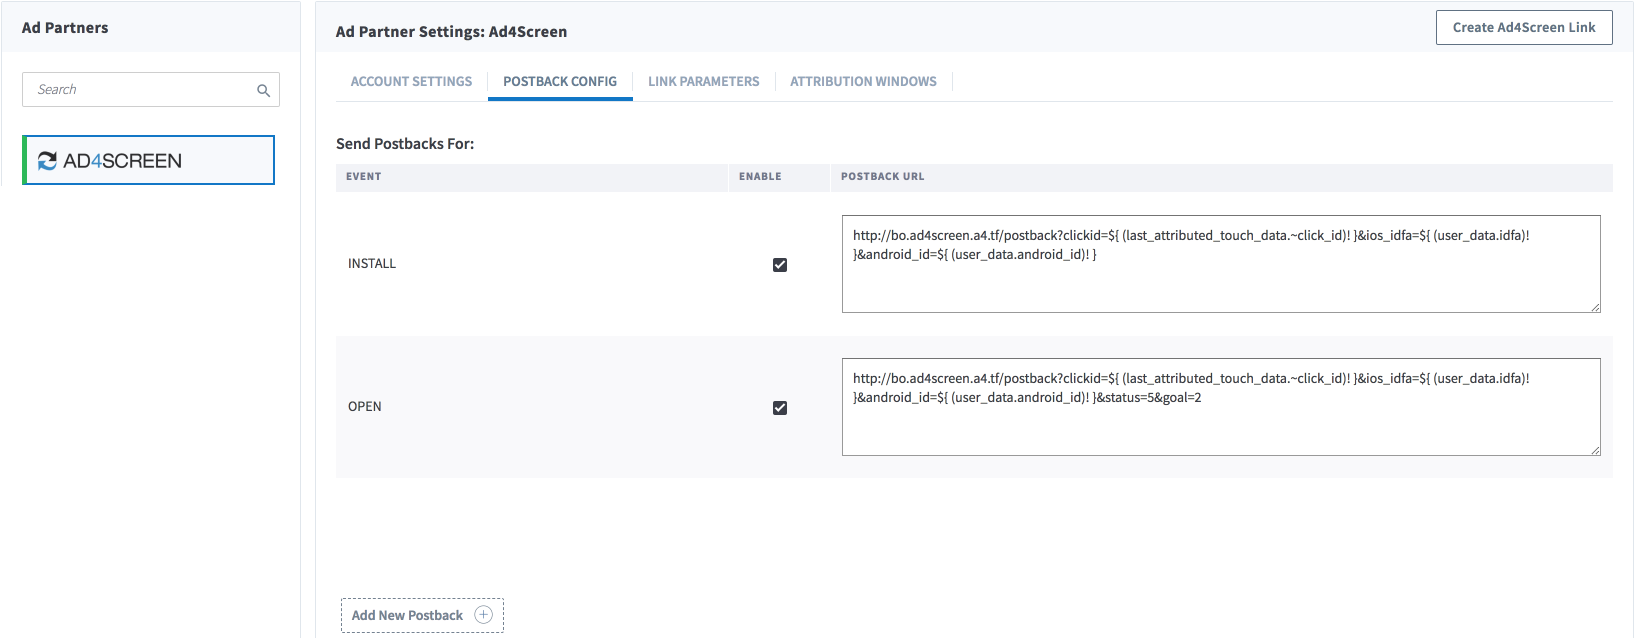 Ad Partners
Search
AD4SCREEN
Ad Partner Settings: Ad4Screen
Create Ad4Screen Link
ACCOUNT SETTINGS
POSTBACK CONFIG
LINK PARAMETERS
ATTRIBUTION WINDOWS
Send Postbacks For:
EVENT
ENABLE
POSTBACK URL
INSTALL
http://bo.ad4screen.a4.tf/postback?clickid=${ (last_attributed_touch_data.~click_id)! }&ios_idfa=${ (user_data.idfa)!
}&android_id=${ (user_data.android_id)! }
OPEN
http://bo.ad4screen.a4.tf/postback?clickid=${ (last_attributed_touch_data.~click_id)! }&ios_idfa=${ (user_data.idfa)!
}&android_id=${ (user_data.android_id)! }&status=5&goal=2
Add New Postback